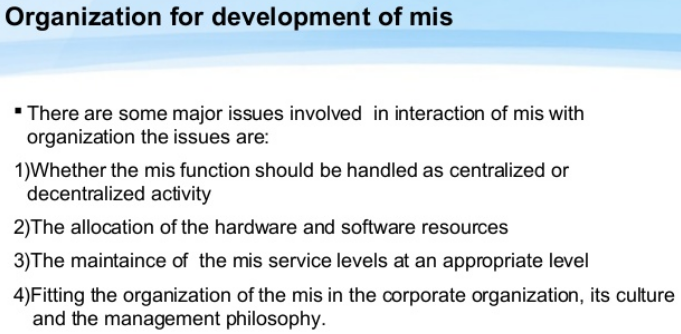 Organization for development of mis
▪ There are some major issues involved in interaction of mis with
organization the issues are:
1)Whether the mis function should be handled as centralized or
decentralized activity
2)The allocation of the hardware and software resources
3)The maintaince of the mis service levels at an appropriate level
4)Fitting the organization of the mis in the corporate organization, its culture
and the management philosophy.